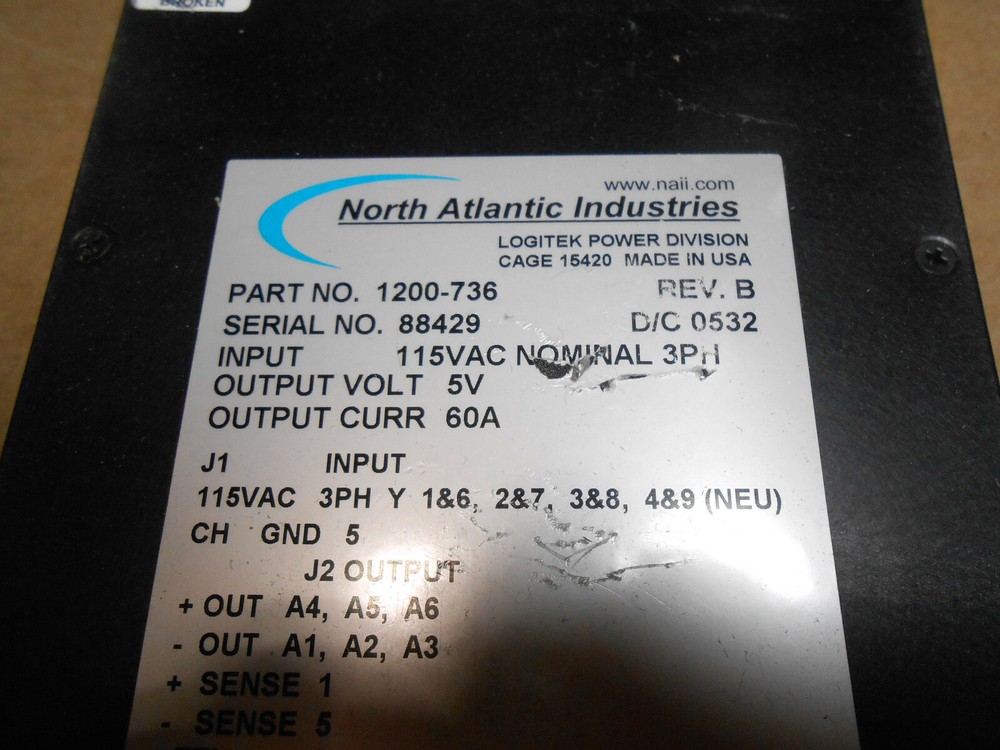 BROKEN
www.naii.com
North Atlantic Industries
LOGITEK POWER DIVISION
CAGE 15420 MADE IN USA
PART NO. 1200-736 REV. B
SERIAL NO. 88429 D/C 0532
INPUT 115VAC NOMINAL 3PH
OUTPUT VOLT 5V
OUTPUT CURR 60A
J1 INPUT
115VAC 3PH Y 1&6, 2&7, 3&8, 4&9 (NEU)
CH GND 5
J2 OUTPUT
+ OUT A4, A5, A6
- OUT A1, A2, A3
+ SENSE 1
- SENSE 5